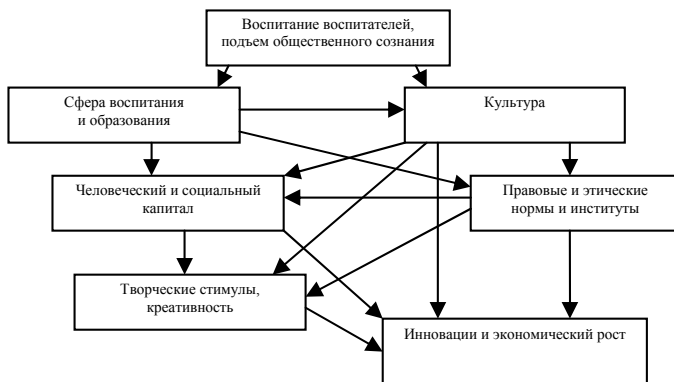 Воспитание воспитателей,
подъем общественного сознания
Сфера воспитания
и образования
Культура
Человеческий и социальный
капитал
Правовые и этические
нормы и институты
Творческие стимулы,
креативность
Инновации и экономический рост